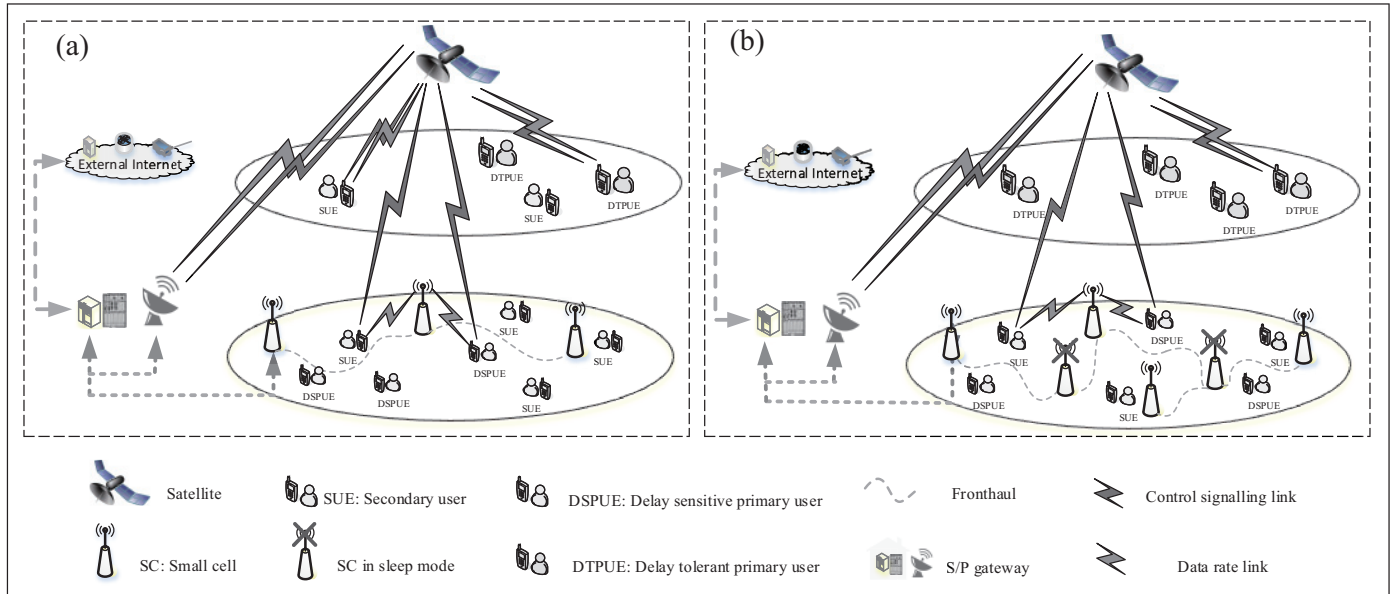 (a)
External Internet
DTPUE
SUE
SUE
DTPUE
SUE
SUE
DSPUE
SUE
DSPUE
DSPUE
SUE
(b)
External Internet
DTPUE
DTPUE
DTPUE
DTPUE
SUE
DSPUE
SUE
DSPUE
SUE
DSPUE
Satellite
SUE: Secondary user
DSPUE: Delay sensitive primary user
Fronthaul
Control signalling link
SC: Small cell
SC in sleep mode
DTPUE: Delay tolerant primary user
S/P gateway
Data rate link